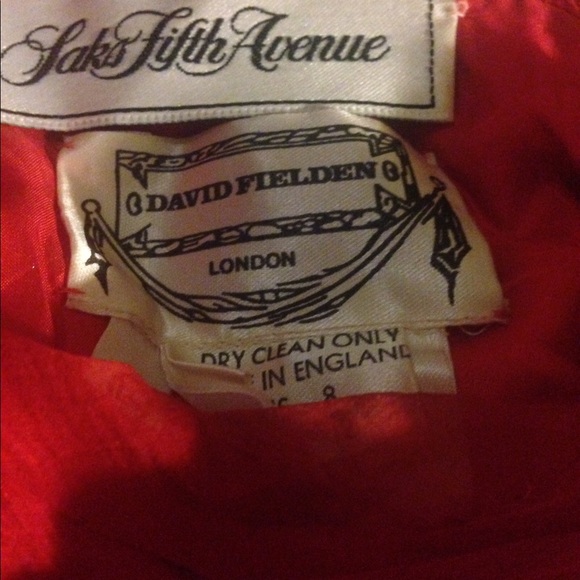 Saks Fifth Avenue
DAVID FIELDEN
LONDON
DRY CLEAN ONLY
IN ENGLAND
8